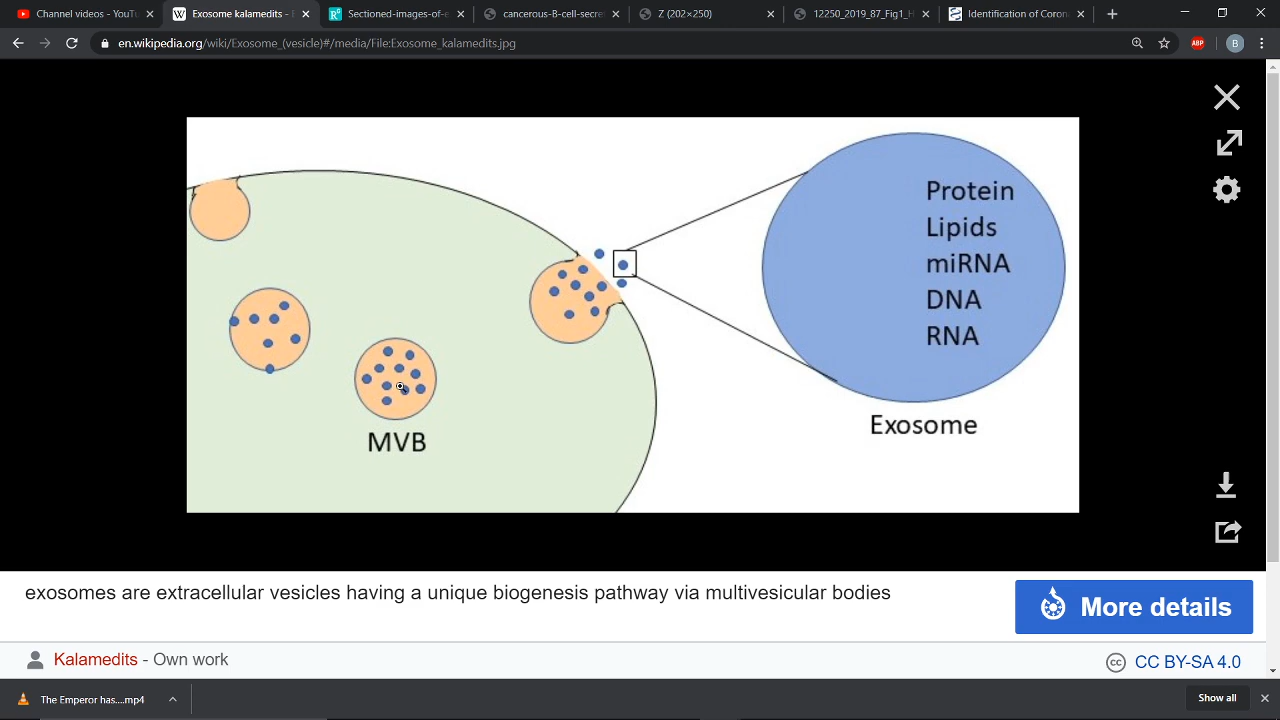 Channel videos - YouTu
Exosome kalamedits - E
Sectioned-images-of-e
cancerous-B-cell-secre
Z (202×250)
12250_2019_87_Fig1_H
Identification of Coron
en.wikipedia.org/wiki/Exosome_(vesicle)#/media/File:Exosome_kalamedits.jpg
ABP
B
Protein
Lipids
miRNA
DNA
RNA
Exosome
MVB
exosomes are extracellular vesicles having a unique biogenesis pathway via multivesicular bodies
More details
Kalamedits - Own work
cc CC BY-SA 4.0
The Emperor has....mp4
Show all